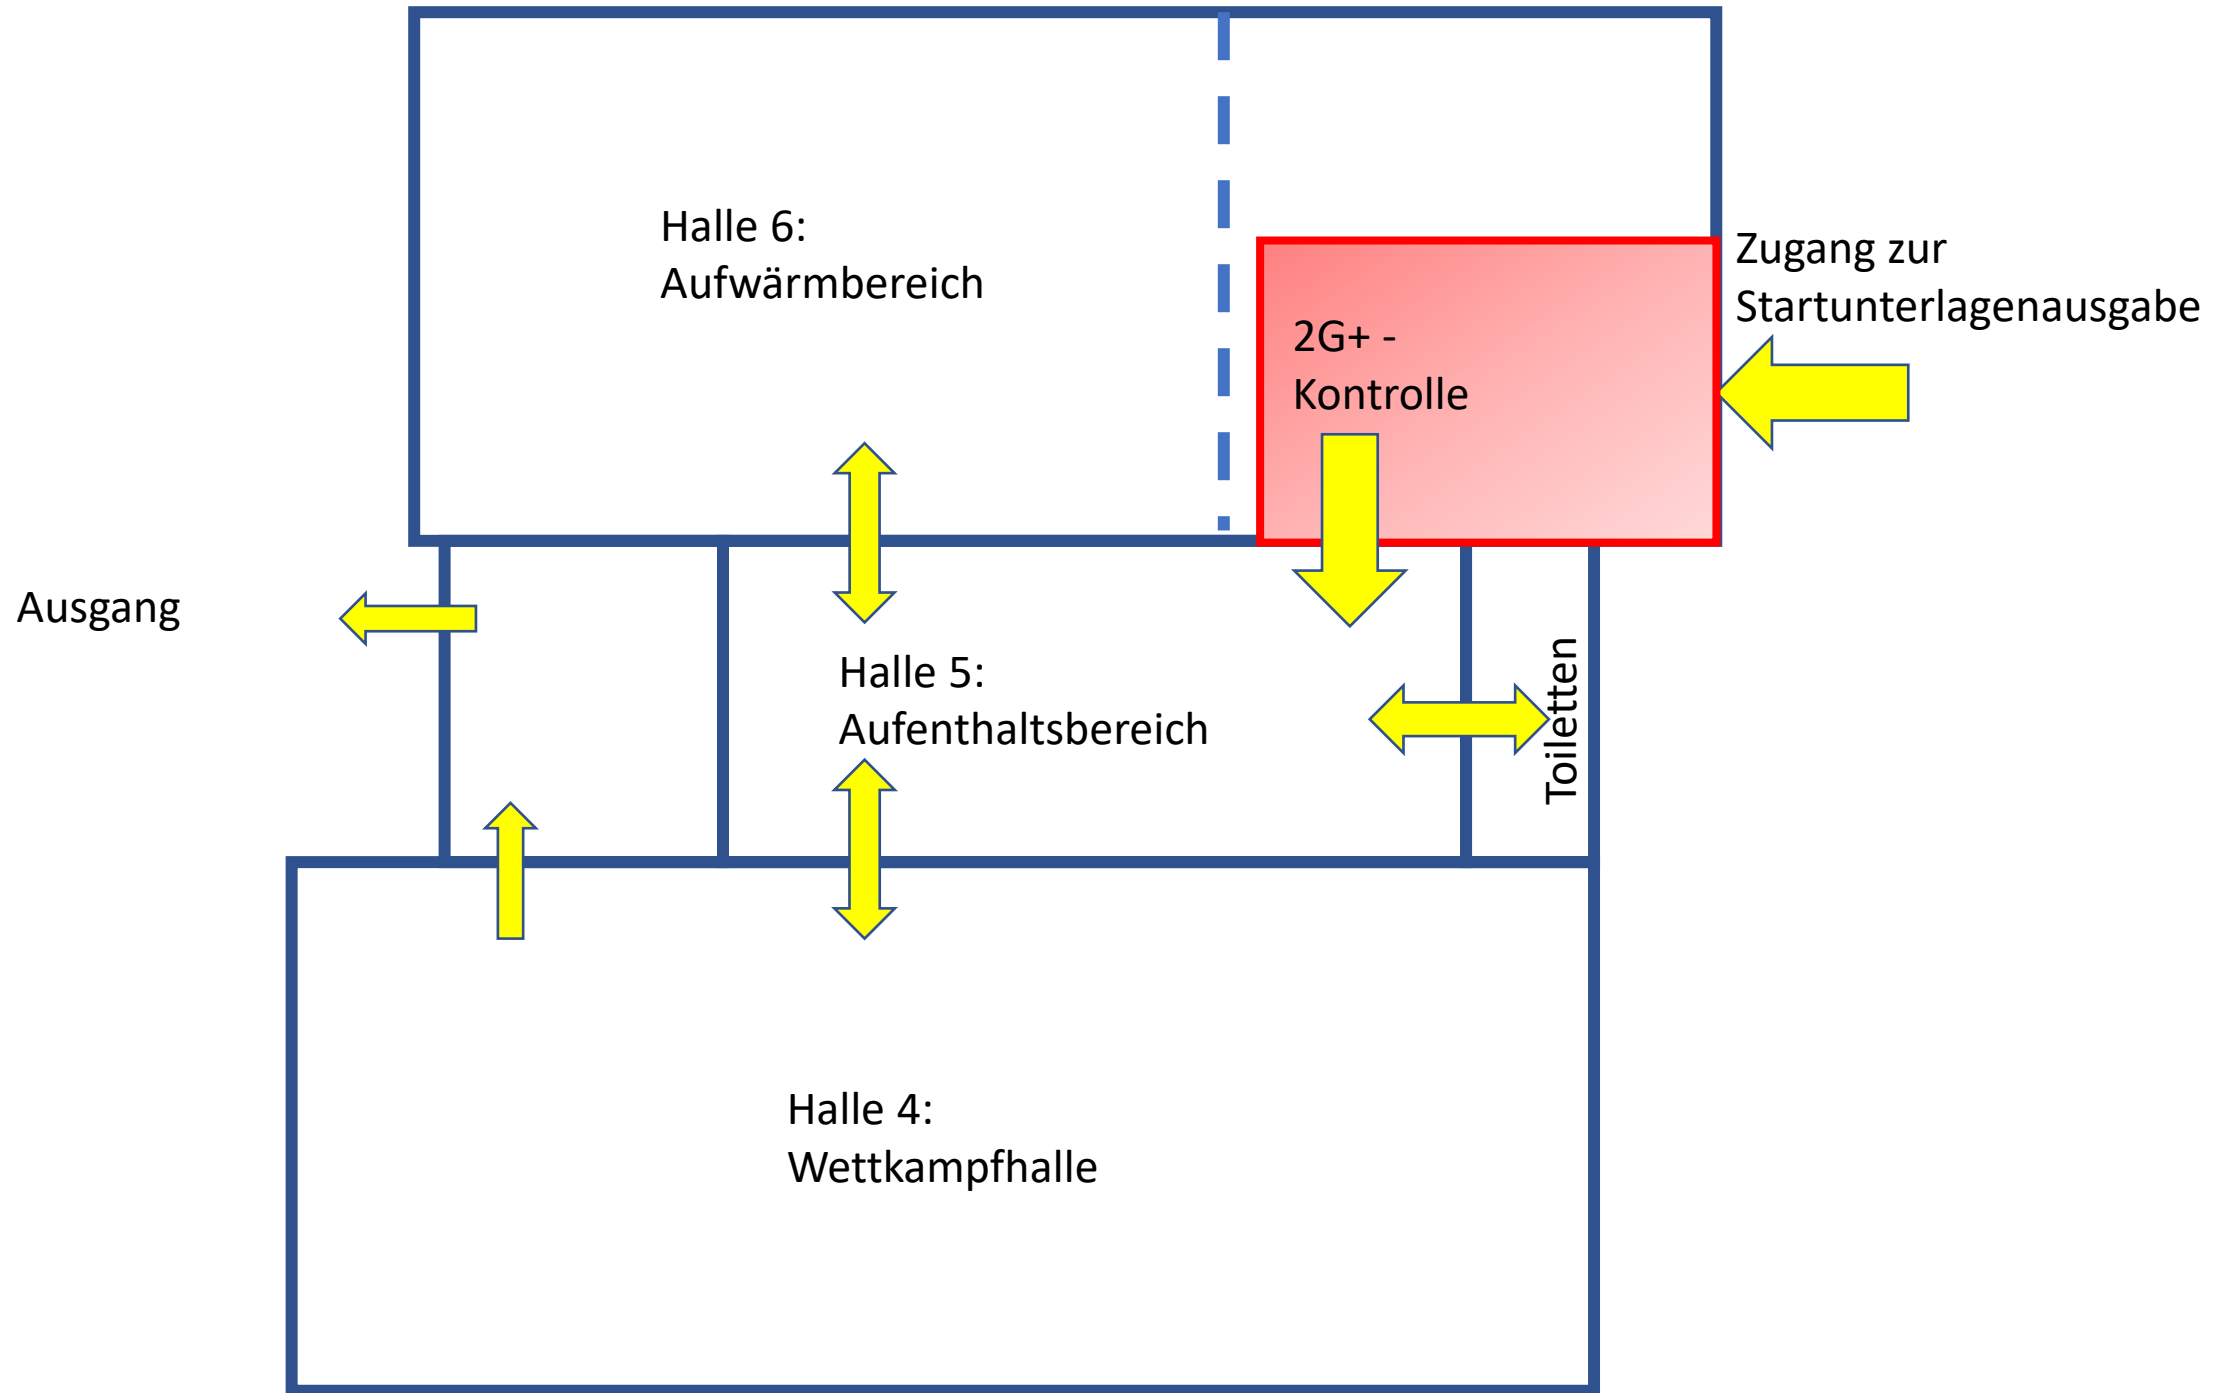 Halle 6:
Aufwärmbereich
Zugang zur
Startunterlagenausgabe
2G+ -
Kontrolle
Ausgang
Halle 5:
Aufenthaltsbereich
Toiletten
Halle 4:
Wettkampfhalle